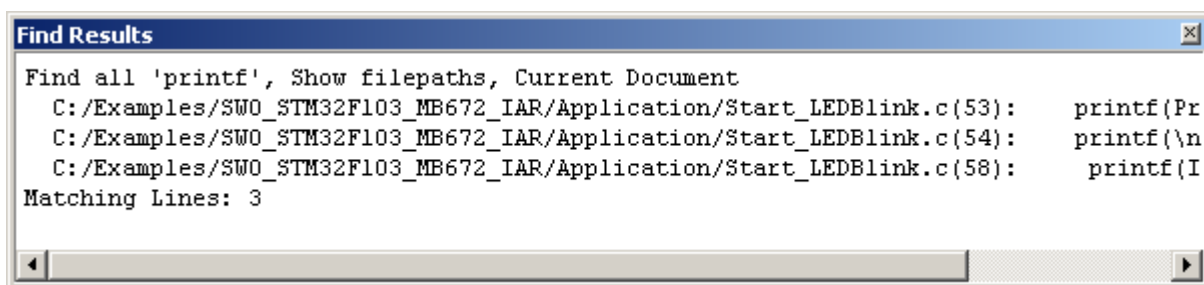 Find Results
Find all 'printf', Show filepaths, Current Document
C:/Examples/SWO_STM32F103_MB672_IAR/Application/Start_LEDBlink.c(53):    printf(Pr
C:/Examples/SWO_STM32F103_MB672_IAR/Application/Start_LEDBlink.c(54):    printf(\n
C:/Examples/SWO_STM32F103_MB672_IAR/Application/Start_LEDBlink.c(58):     printf(I
Matching Lines: 3